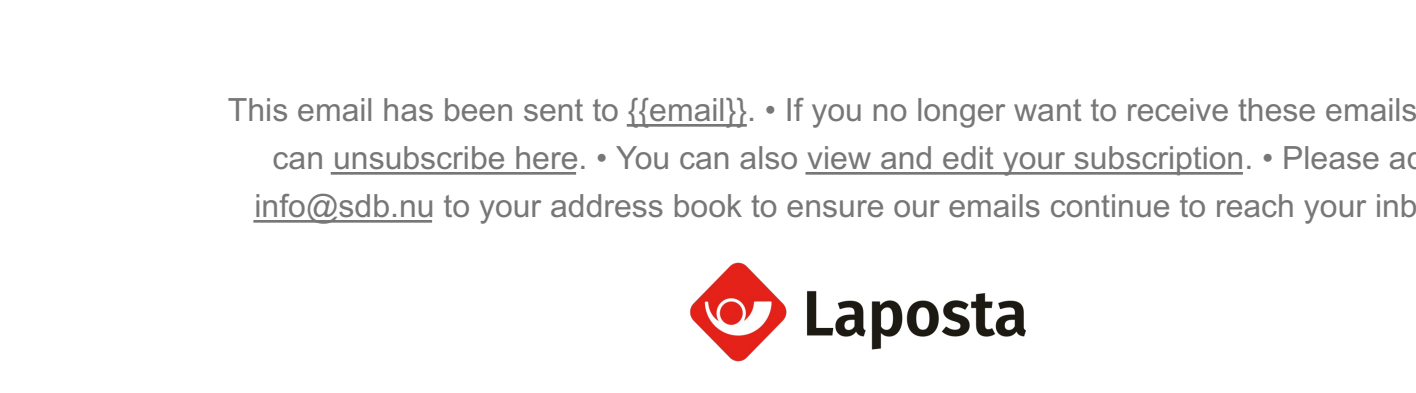 This email has been sent to {{email}}. • If you no longer want to receive these emails
can unsubscribe here. • You can also view and edit your subscription. • Please
info@sdb.nu to your address book to ensure our emails continue to reach your
Laposta